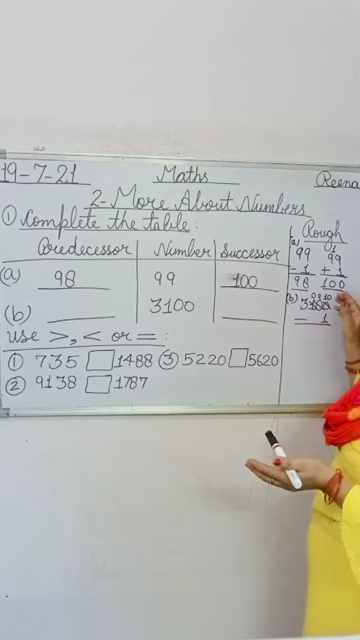 19-7-21 Maths Reena
2-More About Numbers
① Complete the table:
Predecessor Number Successor
(a) 98 99 100
(b) 3100
use >, < or =:
① 735 □ 1488 ③ 5220 □ 5620
② 9138 □ 1787
Rough
(a) 99 99
- 1 + 1
98 100
(b)
- 1